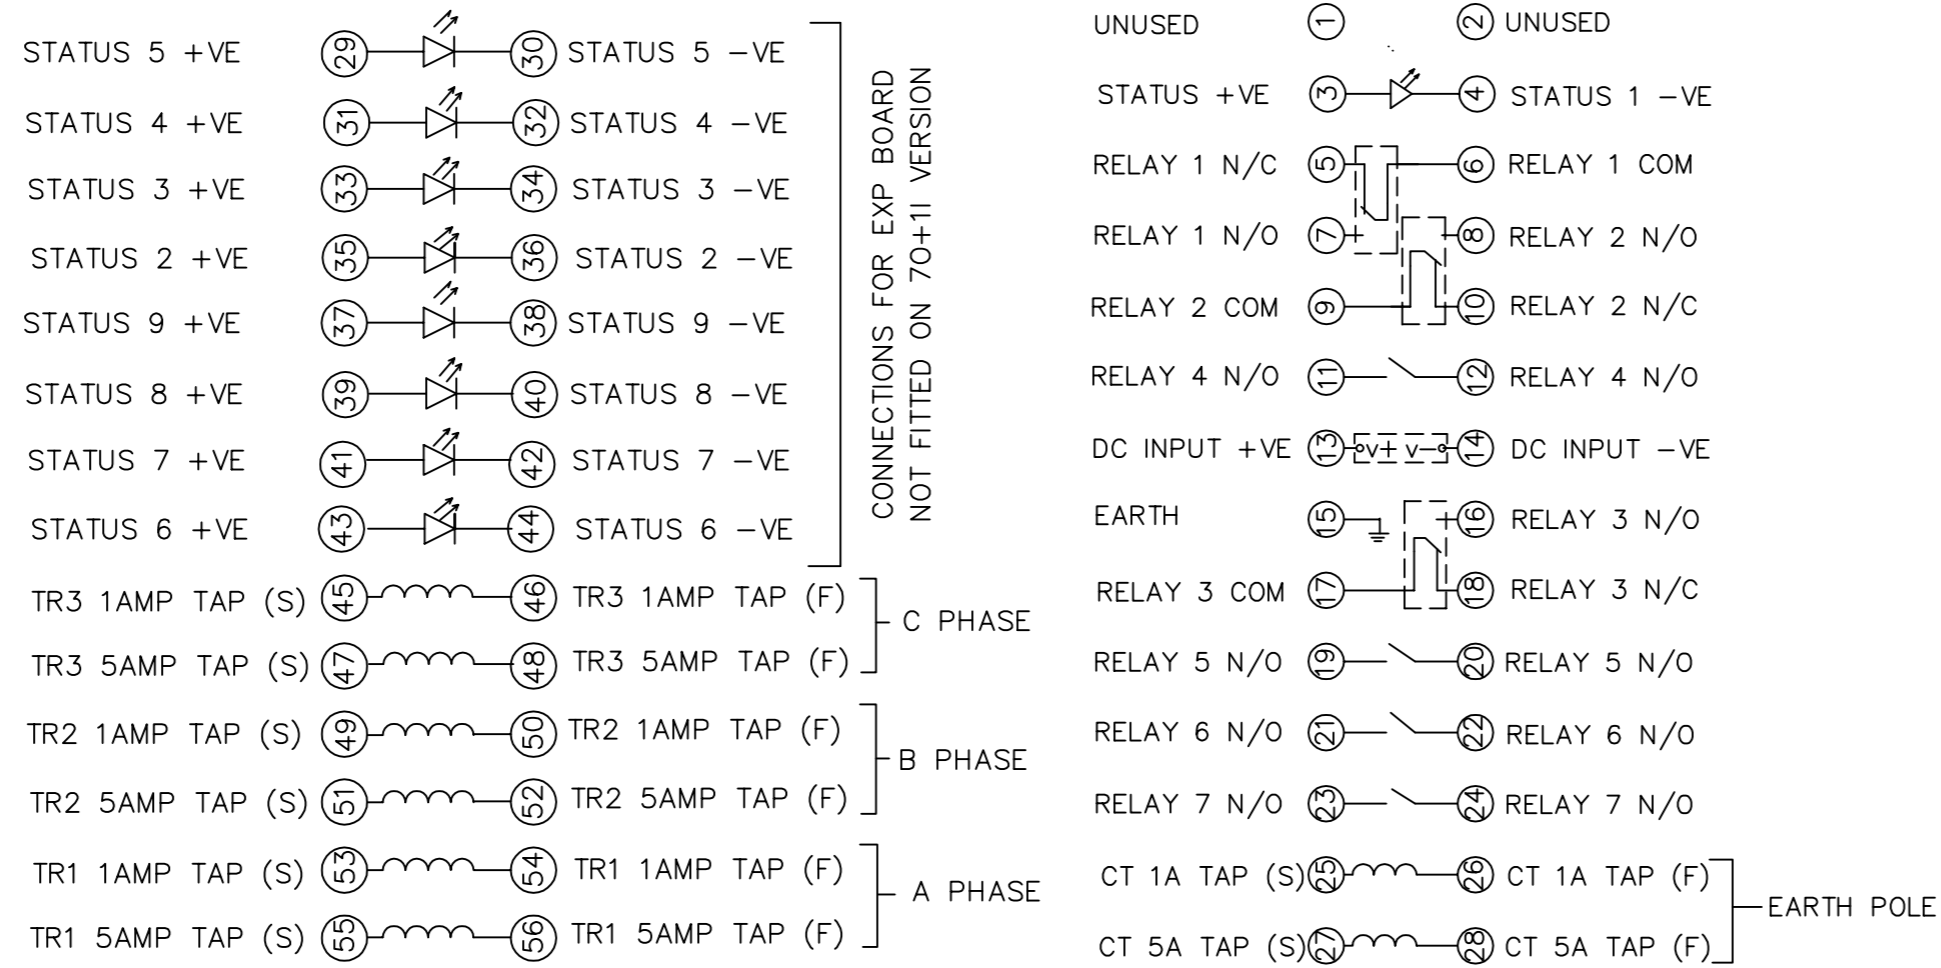 STATUS 5 +VE 29 30 STATUS 5 −VE
STATUS 4 +VE 31 32 STATUS 4 −VE
STATUS 3 +VE 33 34 STATUS 3 −VE
STATUS 2 +VE 35 36 STATUS 2 −VE
STATUS 9 +VE 37 38 STATUS 9 −VE
STATUS 8 +VE 39 40 STATUS 8 −VE
STATUS 7 +VE 41 42 STATUS 7 −VE
STATUS 6 +VE 43 44 STATUS 6 −VE
CONNECTIONS FOR EXP BOARD
NOT FITTED ON 70+1I VERSION
TR3 1AMP TAP (S) 45 46 TR3 1AMP TAP (F)
C PHASE
TR3 5AMP TAP (S) 47 48 TR3 5AMP TAP (F)
TR2 1AMP TAP (S) 49 50 TR2 1AMP TAP (F)
B PHASE
TR2 5AMP TAP (S) 51 52 TR2 5AMP TAP (F)
TR1 1AMP TAP (S) 53 54 TR1 1AMP TAP (F)
A PHASE
TR1 5AMP TAP (S) 55 56 TR1 5AMP TAP (F)
UNUSED 1 2 UNUSED
STATUS +VE 3 4 STATUS 1 −VE
RELAY 1 N/C 5 6 RELAY 1 COM
RELAY 1 N/O 7 8 RELAY 2 N/O
RELAY 2 COM 9 10 RELAY 2 N/C
RELAY 4 N/O 11 12 RELAY 4 N/O
DC INPUT +VE 13 V+ V− 14 DC INPUT −VE
EARTH 15 16 RELAY 3 N/O
RELAY 3 COM 17 18 RELAY 3 N/C
RELAY 5 N/O 19 20 RELAY 5 N/O
RELAY 6 N/O 21 22 RELAY 6 N/O
RELAY 7 N/O 23 24 RELAY 7 N/O
CT 1A TAP (S) 25 26 CT 1A TAP (F)
EARTH POLE
CT 5A TAP (S) 27 28 CT 5A TAP (F)